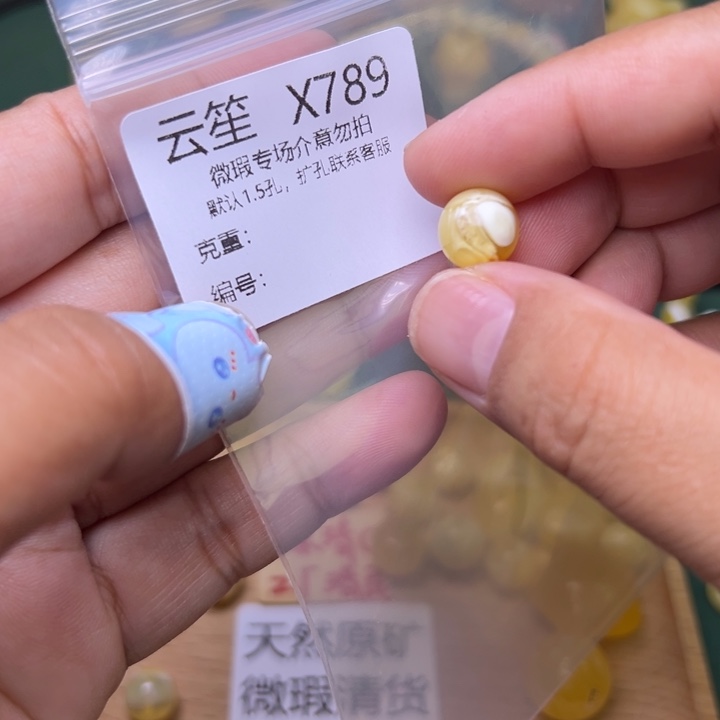 云笙 X789
微瑕专场介意勿拍
默认1.5孔，扩孔联系客服
克重：
编号：
天然原矿
微瑕清货